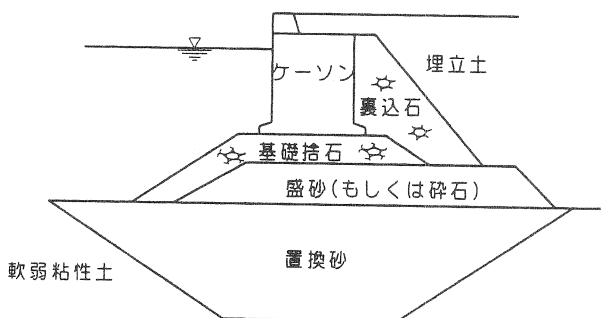 ケーソン
埋立土
裏込石
基礎捨石
盛砂(もしくは砕石)
置換砂
軟弱粘性土